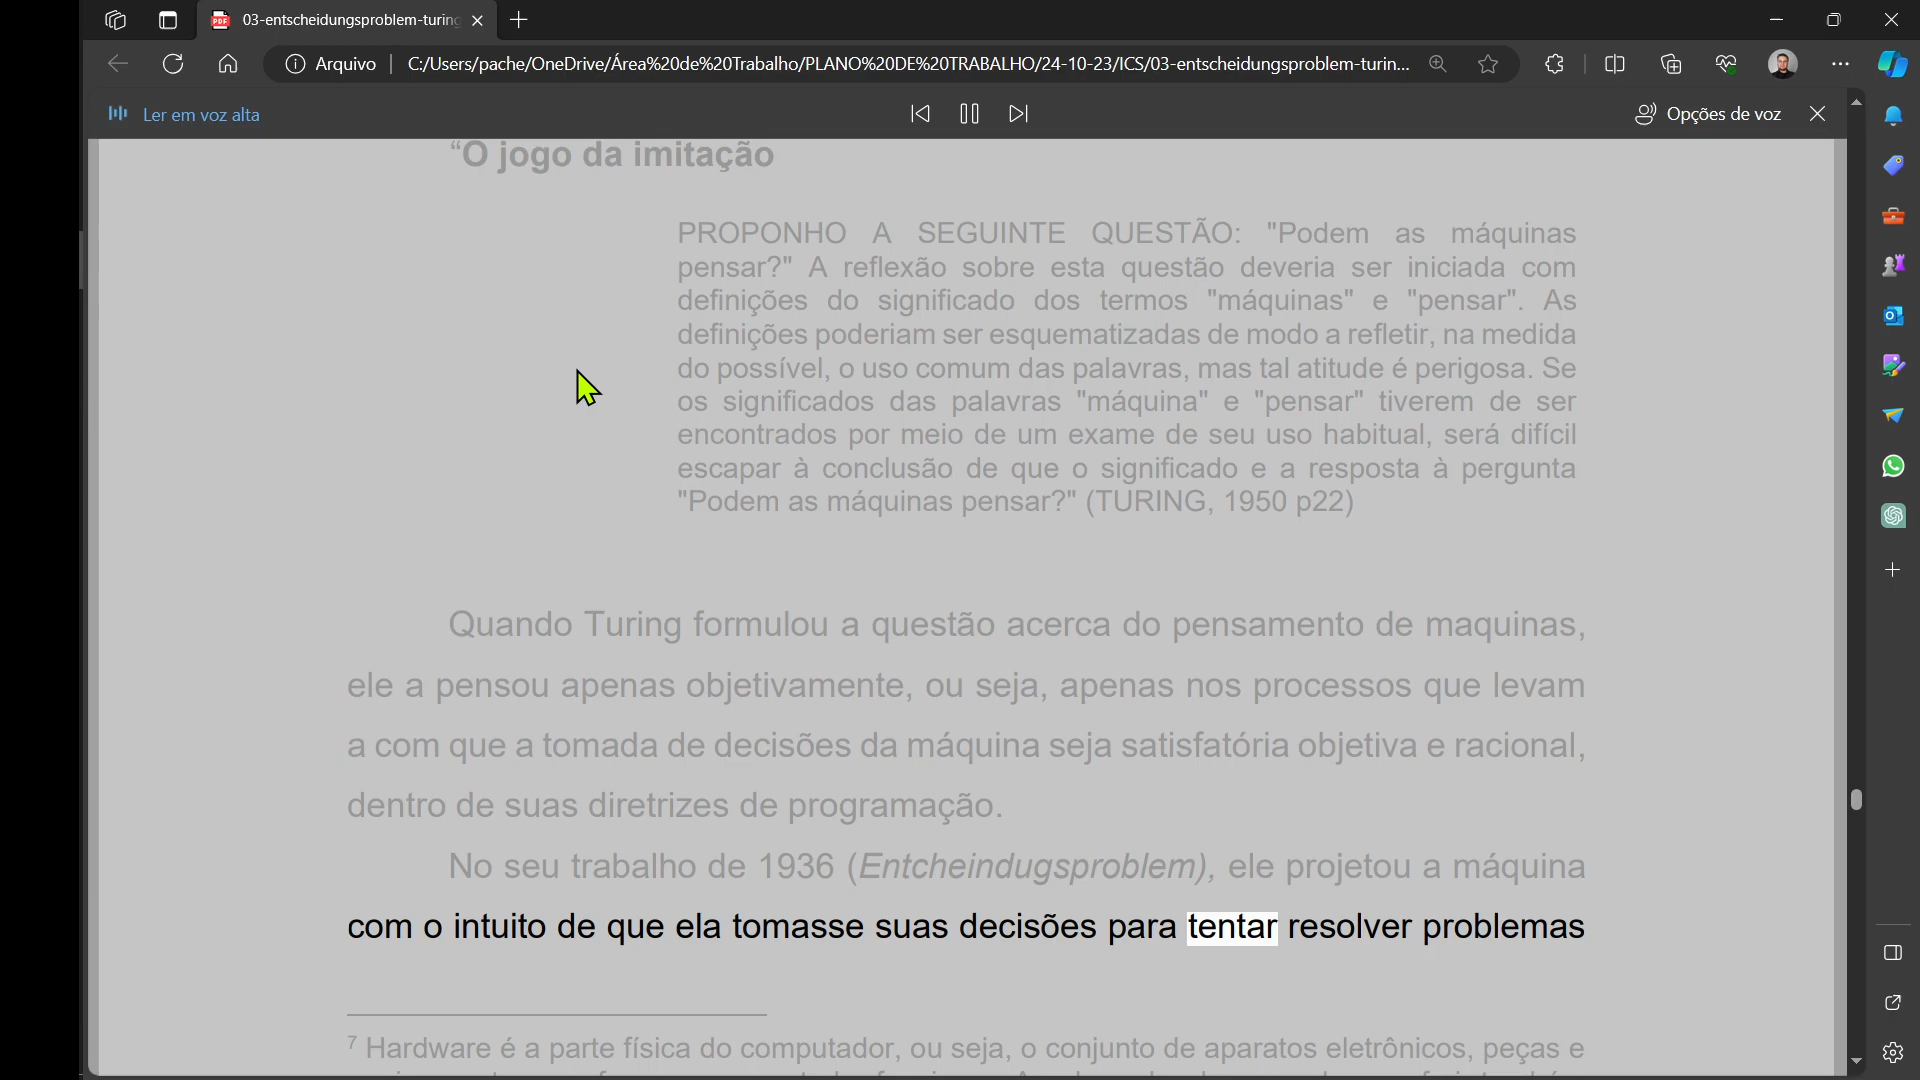 03-entscheidungsproblem-turing
Arquivo
C:/Users/pache/OneDrive/Área%20de%20Trabalho/PLANO%20DE%20TRABALHO/24-10-23/ICS/03-entscheidungsproblem-turin...
Ler em voz alta
Opções de voz
“O jogo da imitação
PROPONHO A SEGUINTE QUESTÃO: "Podem as máquinas
pensar?" A reflexão sobre esta questão deveria ser iniciada com
definições do significado dos termos "máquinas" e "pensar". As
definições poderiam ser esquematizadas de modo a refletir, na medida
do possível, o uso comum das palavras, mas tal atitude é perigosa. Se
os significados das palavras "máquina" e "pensar" tiverem de ser
encontrados por meio de um exame de seu uso habitual, será difícil
escapar à conclusão de que o significado e a resposta à pergunta
"Podem as máquinas pensar?" (TURING, 1950 p22)
Quando Turing formulou a questão acerca do pensamento de maquinas,
ele a pensou apenas objetivamente, ou seja, apenas nos processos que levam
a com que a tomada de decisões da máquina seja satisfatória objetiva e racional,
dentro de suas diretrizes de programação.
No seu trabalho de 1936 (Entcheindugsproblem), ele projetou a máquina
com o intuito de que ela tomasse suas decisões para tentar resolver problemas
7 Hardware é a parte física do computador, ou seja, o conjunto de aparatos eletrônicos, peças e